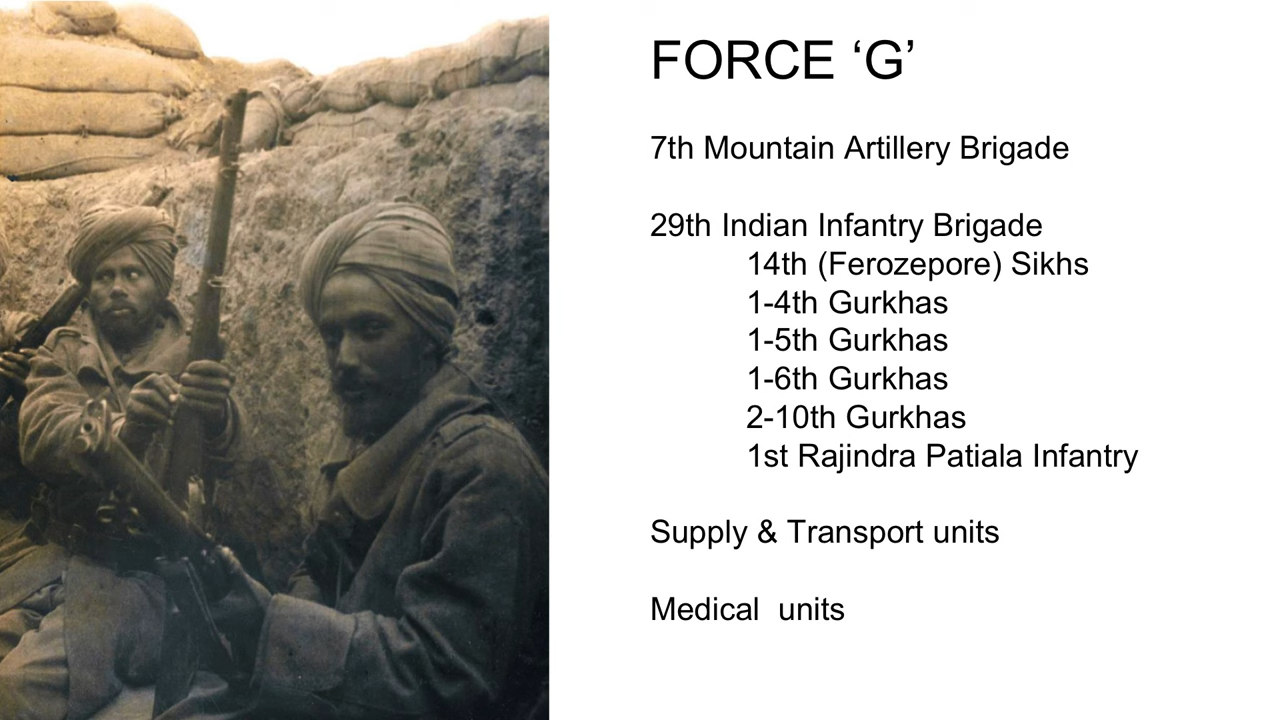 FORCE ‘G’
7th Mountain Artillery Brigade
29th Indian Infantry Brigade
14th (Ferozepore) Sikhs
1-4th Gurkhas
1-5th Gurkhas
1-6th Gurkhas
2-10th Gurkhas
1st Rajindra Patiala Infantry
Supply & Transport units
Medical  units